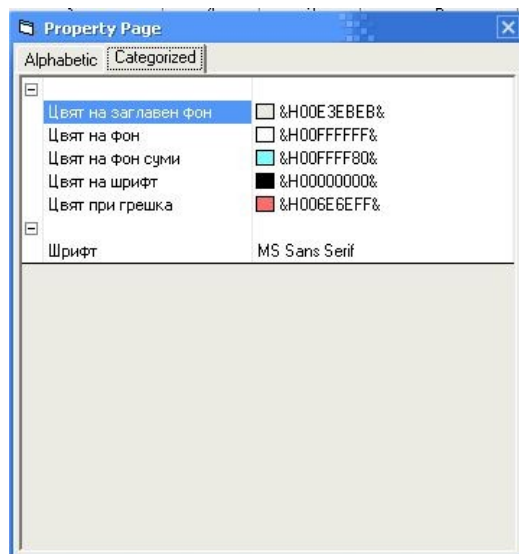 Property Page
Alphabetic Categorized
Цвят на заглавен фон &H00E3EBEB&
Цвят на фон &H00FFFFFF&
Цвят на фон суми &H00FFFF80&
Цвят на шрифт &H00000000&
Цвят при грешка &H006E6EFF&
Шрифт MS Sans Serif